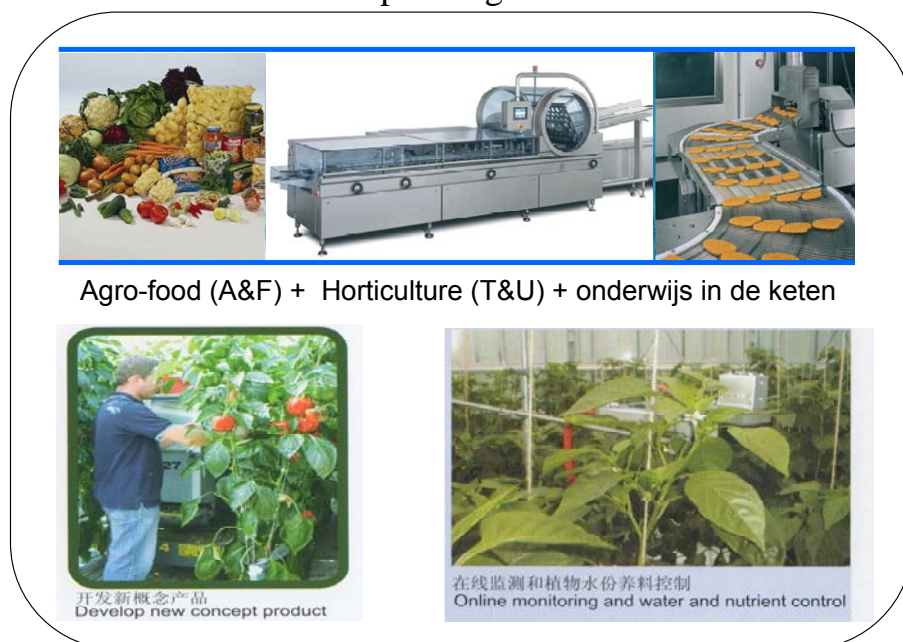 Agro-food (A&F) + Horticulture (T&U) + onderwijs in de keten
27
4
开发新概念产品
Develop new concept product
在线监测和植物水份养料控制
Online monitoring and water and nutrient control